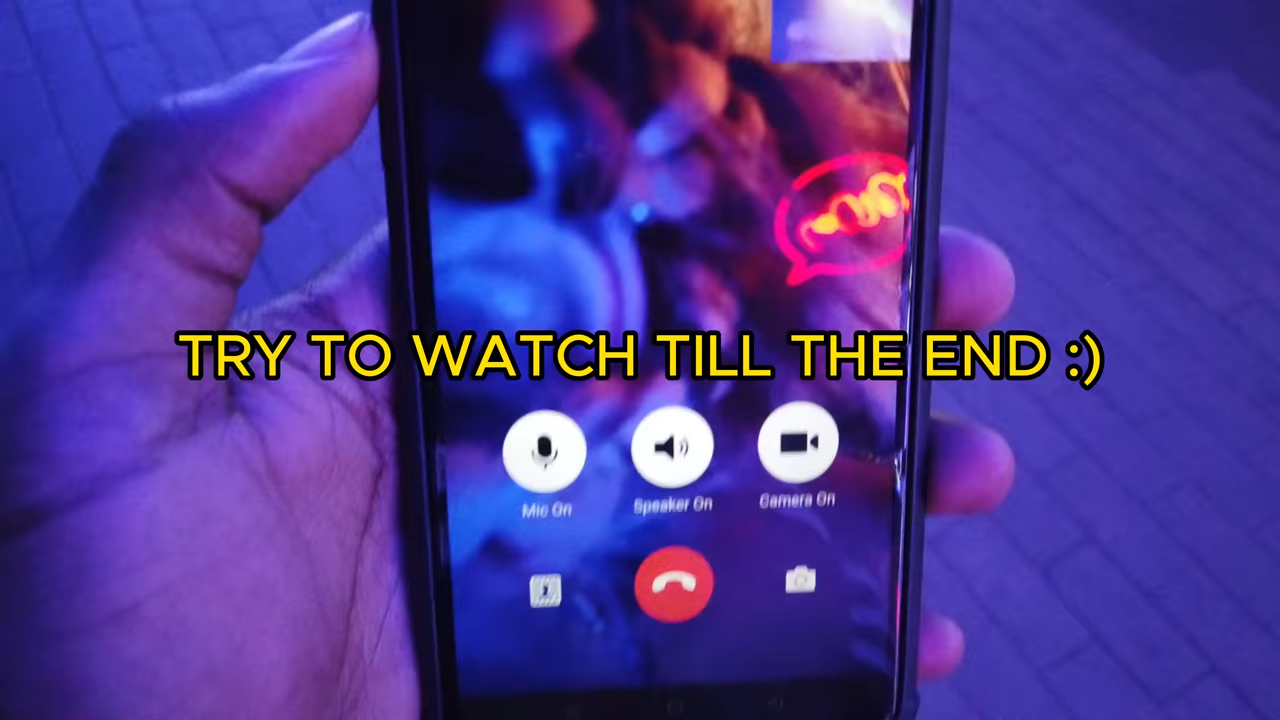 TRY TO WATCH TILL THE END :)
Mic On
Speaker On
Camera On